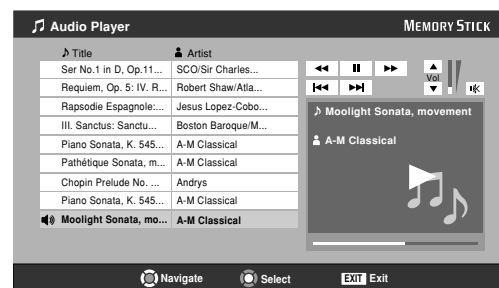 Audio Player
MEMORY STICK
Title Artist
Ser No.1 in D, Op.11... SCO/Sir Charles...
Requiem, Op. 5: IV. R... Robert Shaw/Atla...
Rapsodie Espagnole:... Jesus Lopez-Cobo...
III. Sanctus: Sanctu... Boston Baroque/M...
Piano Sonata, K. 545... A-M Classical
Pathétique Sonata, m... A-M Classical
Chopin Prelude No. ... Andrys
Piano Sonata, K. 545... A-M Classical
Moolight Sonata, mo... A-M Classical
Vol
Moolight Sonata, movement
A-M Classical
Navigate Select EXIT Exit